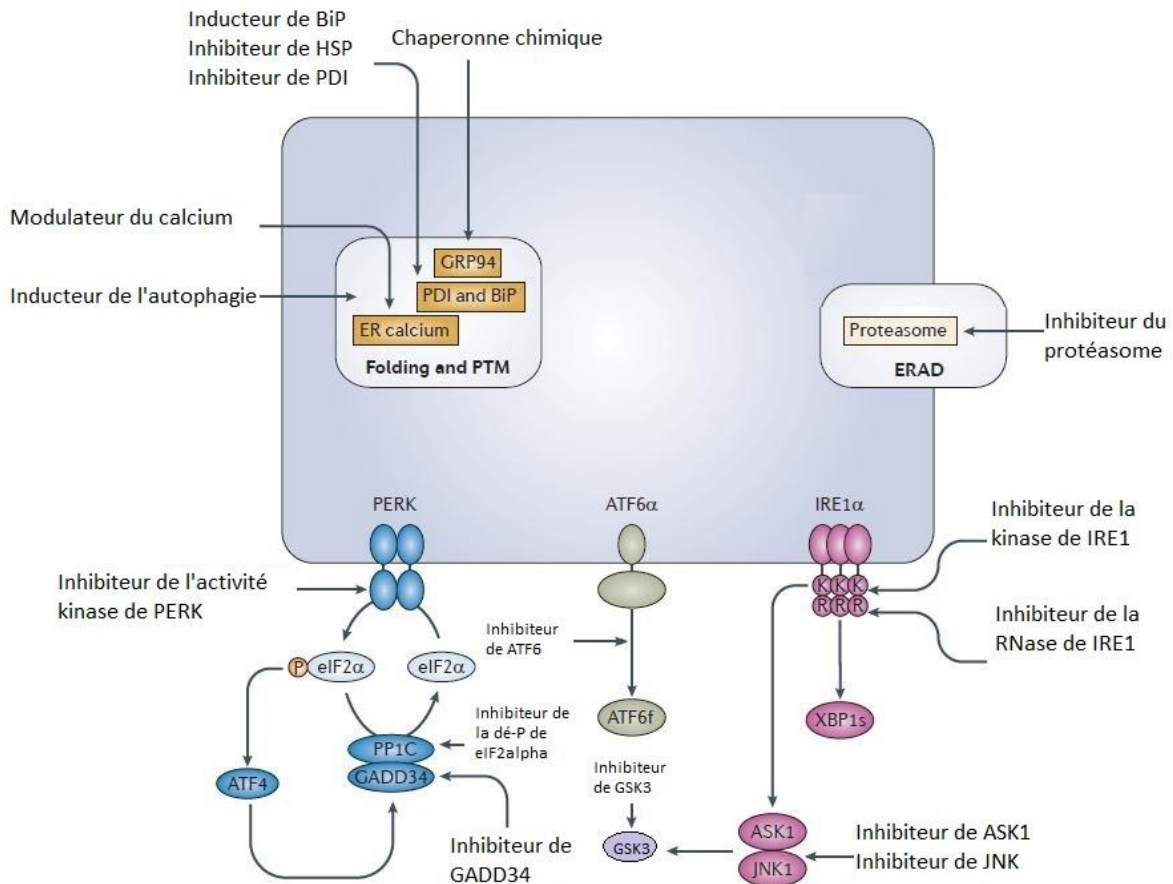 Inducteur de BiP
Inhibiteur de HSP
Inhibiteur de PDI
Chaperonne chimique
Modulateur du calcium
Inducteur de l'autophagie
GRP94
PDI and BiP
ER calcium
Folding and PTM
Proteasome
ERAD
Inhibiteur du
protéasome
PERK
ATF6α
IRE1α
Inhibiteur de la
kinase de IRE1
K K K
R R R
Inhibiteur de la
RNase de IRE1
Inhibiteur de l'activité
kinase de PERK
Inhibiteur
de ATF6
P
eIF2α
eIF2α
ATF6f
XBP1s
Inhibiteur de
la dé-P de
eIF2alpha
PP1C
GADD34
ATF4
Inhibiteur
de GSK3
GSK3
ASK1
JNK1
Inhibiteur de ASK1
Inhibiteur de JNK
Inhibiteur de
GADD34